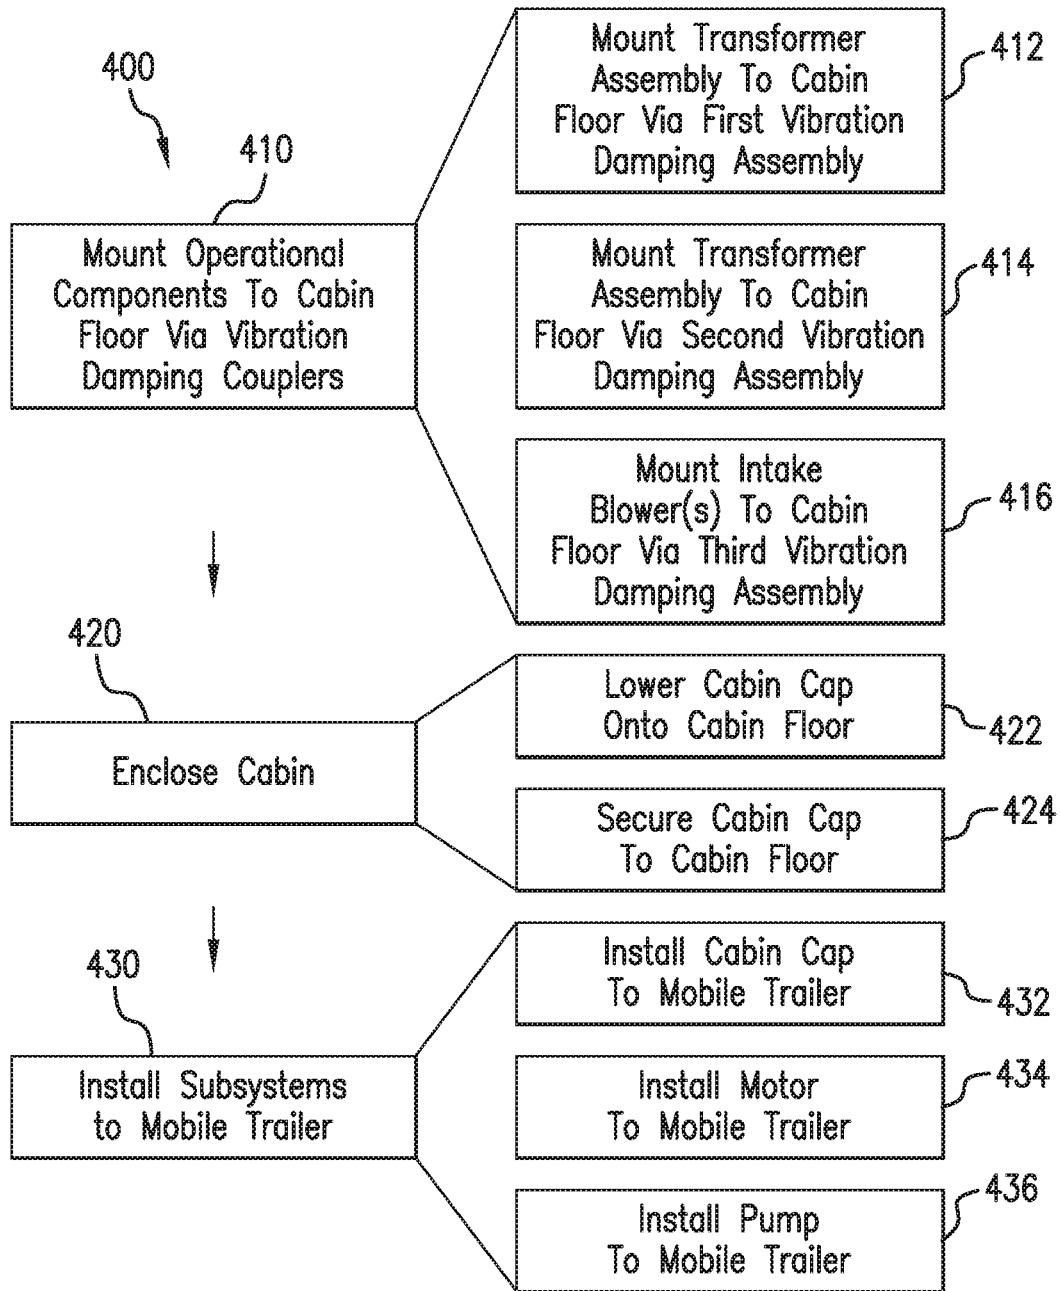 400
410
Mount Operational
Components To Cabin
Floor Via Vibration
Damping Couplers
Mount Transformer
Assembly To Cabin
Floor Via First Vibration
Damping Assembly
412
Mount Transformer
Assembly To Cabin
Floor Via Second Vibration
Damping Assembly
414
Mount Intake
Blower(s) To Cabin
Floor Via Third Vibration
Damping Assembly
416
420
Enclose Cabin
Lower Cabin Cap
Onto Cabin Floor
422
Secure Cabin Cap
To Cabin Floor
424
430
Install Subsystems
to Mobile Trailer
Install Cabin Cap
To Mobile Trailer
432
Install Motor
To Mobile Trailer
434
Install Pump
To Mobile Trailer
436